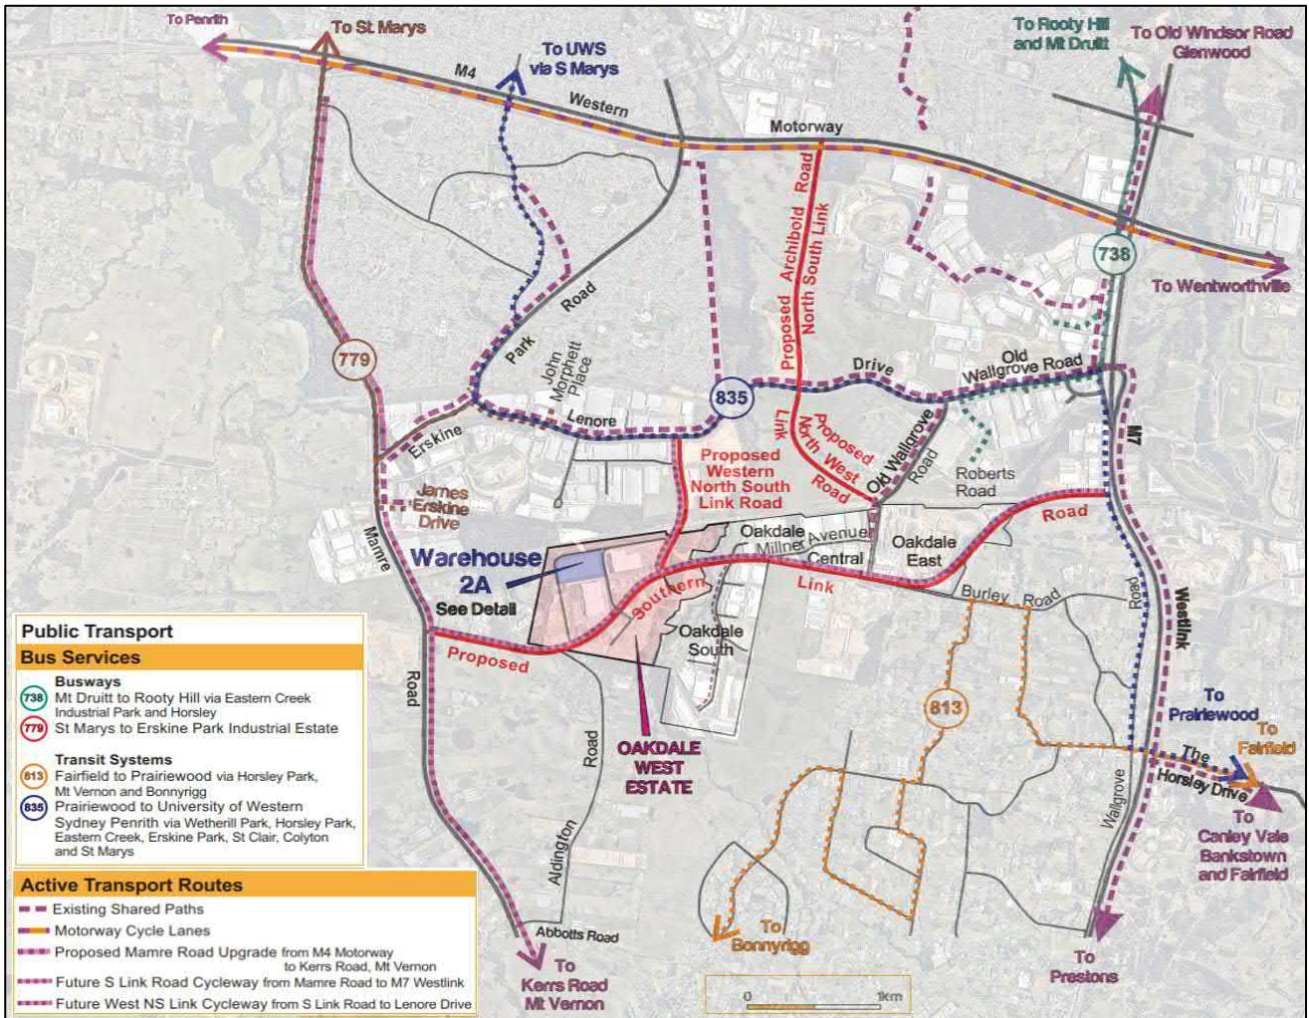 To Penrith
To St Marys
To UWS
via S Marys
To Rooty Hill
and Mt Druitt
To Old Windsor Road
Glenwood
M4
Western
Motorway
738
To Wentworthville
Proposed Archibold Road
North South Link
Road
Park
John
Morphett
Place
779
835
Drive
Old
Wallgrove Road
Lenore
Erskine
Link
Proposed
North West
Road
Old Wallgrove
Road
M7
Proposed
Western
North South
Link Road
Roberts
Road
James
Erskine
Drive
Mamre
Road
Oakdale
Millner Avenue
Central
Oakdale
East
Warehouse
2A
See Detail
Southern
Link
Road
Burley Road
Road
Westlink
Oakdale
South
Proposed
Road
813
To
Prairiewood
To
Fairfield
The
Horsley Drive
OAKDALE
WEST
ESTATE
Road
Aldington
Wallgrove
To
Canley Vale
Bankstown
and Fairfield
Abbotts Road
To
Kerrs Road
Mt Vernon
To
Bonnyrigg
To
Prestons
0 1km
Public Transport
Bus Services
Busways
738 Mt Druitt to Rooty Hill via Eastern Creek
Industrial Park and Horsley
779 St Marys to Erskine Park Industrial Estate
Transit Systems
813 Fairfield to Prairiewood via Horsley Park,
Mt Vernon and Bonnyrigg
835 Prairiewood to University of Western
Sydney Penrith via Wetherill Park, Horsley Park,
Eastern Creek, Erskine Park, St Clair, Colyton
and St Marys
Active Transport Routes
Existing Shared Paths
Motorway Cycle Lanes
Proposed Mamre Road Upgrade from M4 Motorway
to Kerrs Road, Mt Vernon
Future S Link Road Cycleway from Mamre Road to M7 Westlink
Future West NS Link Cycleway from S Link Road to Lenore Drive